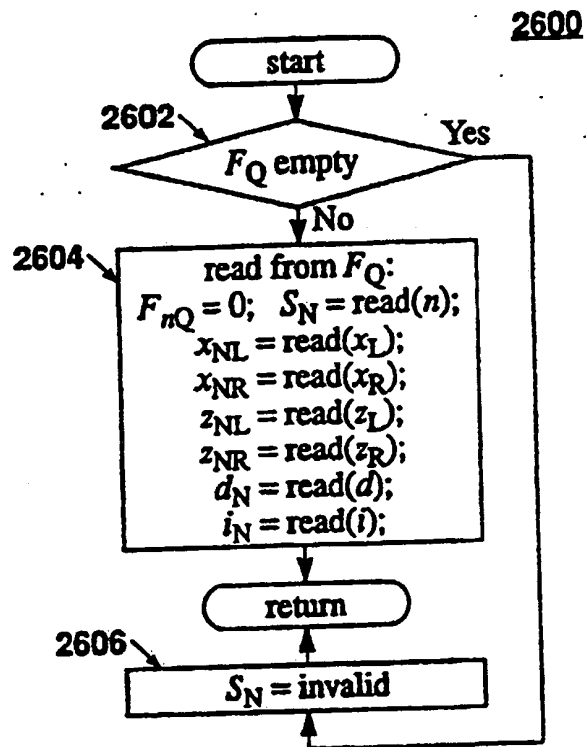 2600
start
2602
Yes
F_Q empty
No
2604
read from F_Q:
F_nQ = 0; S_N = read(n);
x_NL = read(x_L);
x_NR = read(x_R);
z_NL = read(z_L);
z_NR = read(z_R);
d_N = read(d);
i_N = read(i);
return
2606
S_N = invalid